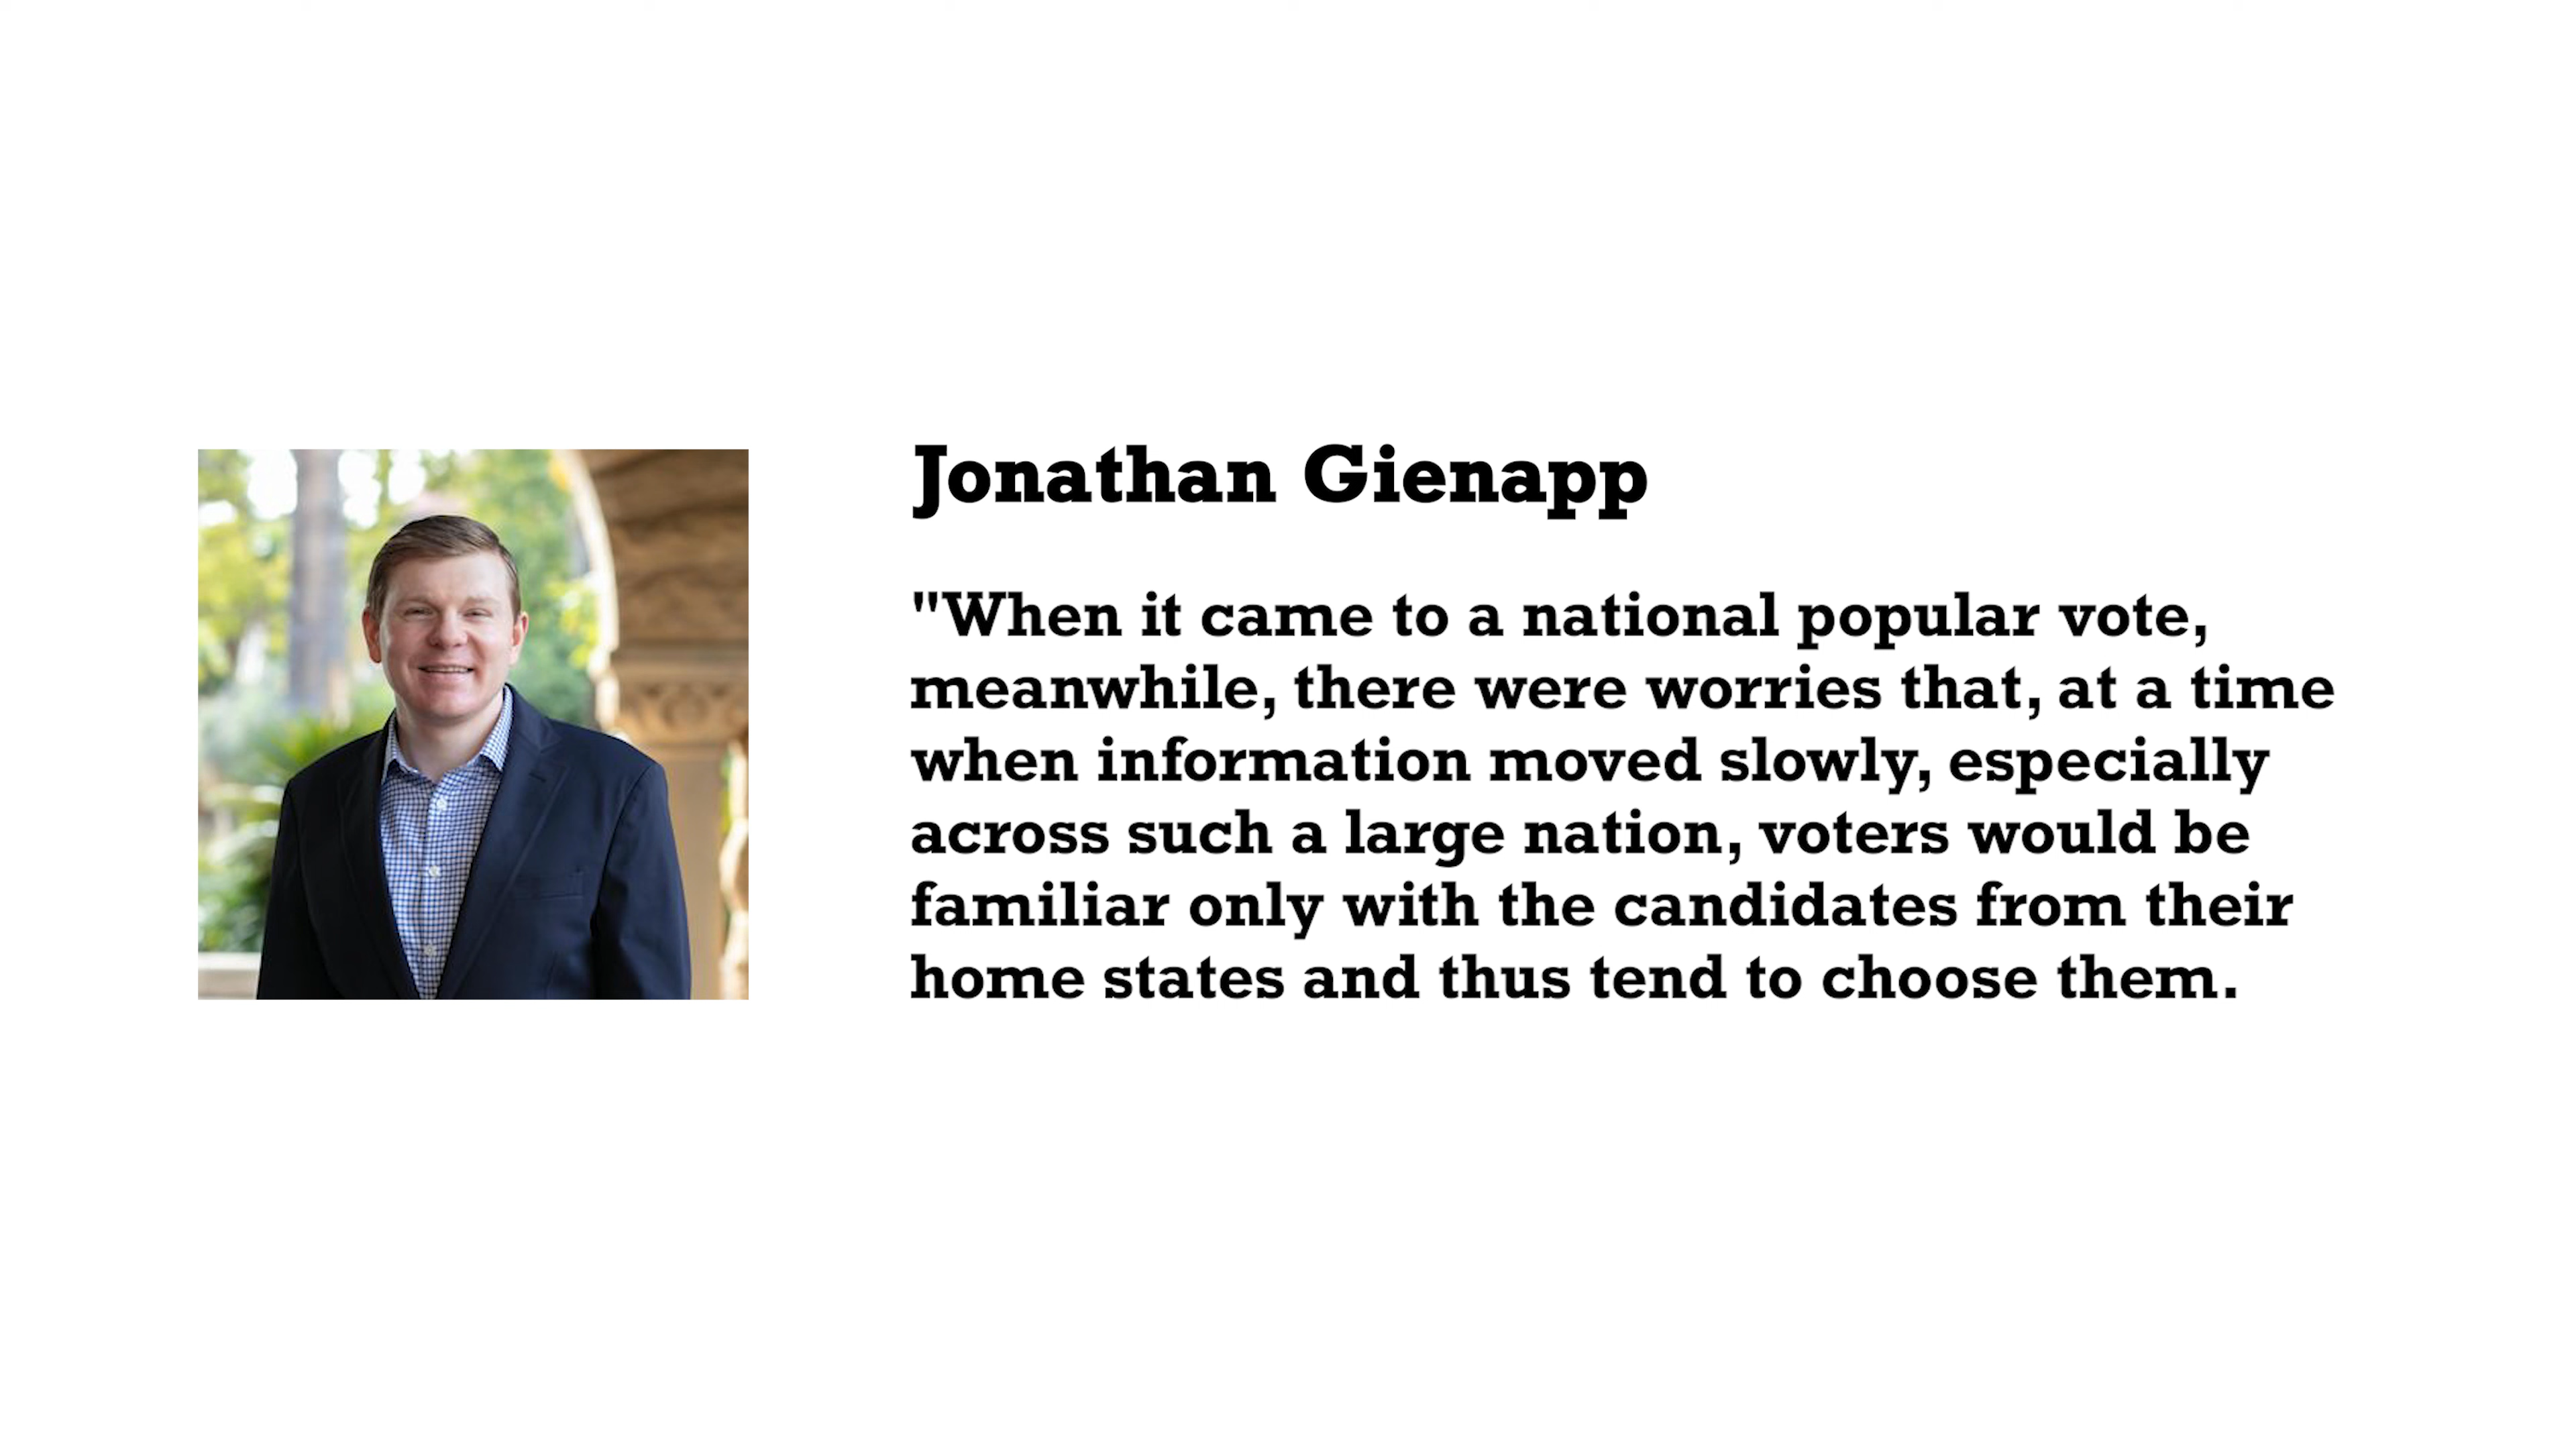 Jonathan Gienapp
"When it came to a national popular vote,
meanwhile, there were worries that, at a time
when information moved slowly, especially
across such a large nation, voters would be
familiar only with the candidates from their
home states and thus tend to choose them.